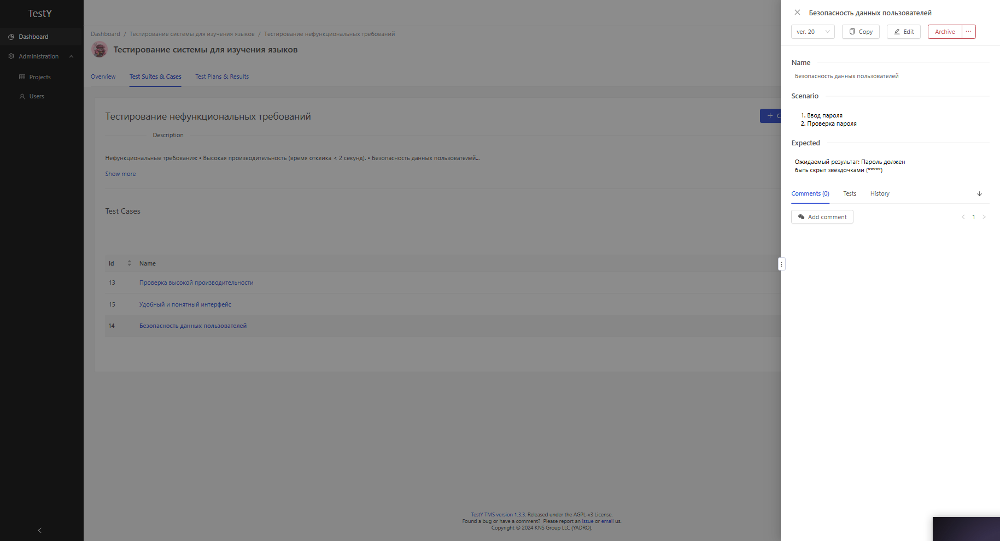 TestY
Dashboard
Administration
Projects
Users
Dashboard / Тестирование системы для изучения языков / Тестирование нефункциональных требований
Тестирование системы для изучения языков
Overview
Test Suites & Cases
Test Plans & Results
Тестирование нефункциональных требований
Description
Нефункциональные требования: • Высокая производительность (время отклика < 2 секунд). • Безопасность данных пользователей...
Show more
Test Cases
Id Name
13 Проверка высокой производительности
15 Удобный и понятный интерфейс
14 Безопасность данных пользователей
TestY TMS version 1.3.3. Released under the AGPL-v3 License.
Found a bug or have a comment? Please report an issue or email us.
Copyright © 2024 KNS Group LLC (YADRO).
Безопасность данных пользователей
ver. 20
Copy
Edit
Archive
Name
Безопасность данных пользователей
Scenario
1. Ввод пароля
2. Проверка пароля
Expected
Ожидаемый результат: Пароль должен
быть скрыт звёздочками (*****)
Comments (0)
Tests
History
Add comment
1